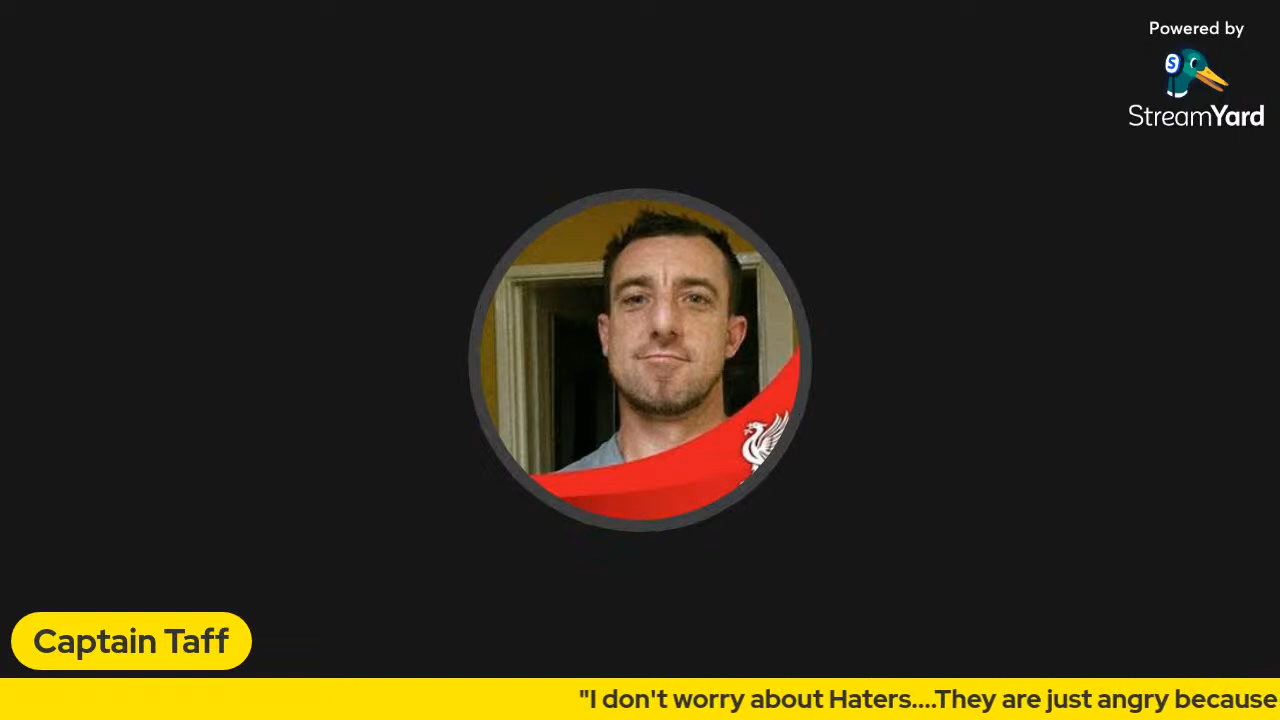 Powered by
S
StreamYard
Captain Taff
"I don't worry about Haters....They are just angry because